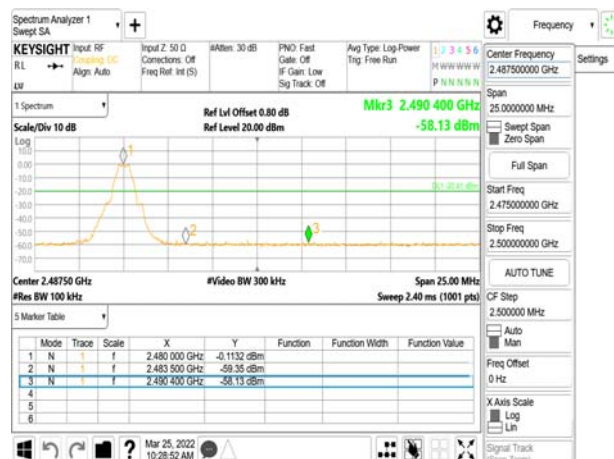 Spectrum Analyzer 1
Swept SA
Frequency
Settings
KEYSIGHT
Input: RF
Coupling: DC
Align: Auto
Input Z: 50 Ω
Corrections: Off
Freq Ref: Int (S)
#Atten: 30 dB
PNO: Fast
Gate: Off
IF Gain: Low
Sig Track: Off
Avg Type: Log-Power
Trig: Free Run
1 2 3 4 5 6
M W W W W W
P N N N N N
RL
1 Spectrum
Scale/Div 10 dB
Ref Lvl Offset 0.80 dB
Ref Level 20.00 dBm
Mkr3 2.490 400 GHz
-58.13 dBm
Log
10.0
0.00
-10.0
-20.0
-30.0
-40.0
-50.0
-60.0
-70.0
1
2
3
DL1 -20.41 dBm
Center 2.48750 GHz
#Res BW 100 kHz
#Video BW 300 kHz
Span 25.00 MHz
Sweep 2.40 ms (1001 pts)
5 Marker Table
Mode Trace Scale X Y Function Function Width Function Value
1 N 1 f 2.480 000 GHz -0.1132 dBm
2 N 1 f 2.483 500 GHz -59.35 dBm
3 N 1 f 2.490 400 GHz -58.13 dBm
4
5
6
Mar 25, 2022
10:28:52 AM
Center Frequency
2.487500000 GHz
Span
25.0000000 MHz
Swept Span
Zero Span
Full Span
Start Freq
2.475000000 GHz
Stop Freq
2.500000000 GHz
AUTO TUNE
CF Step
2.500000 MHz
Auto
Man
Freq Offset
0 Hz
X Axis Scale
Log
Lin
Signal Track